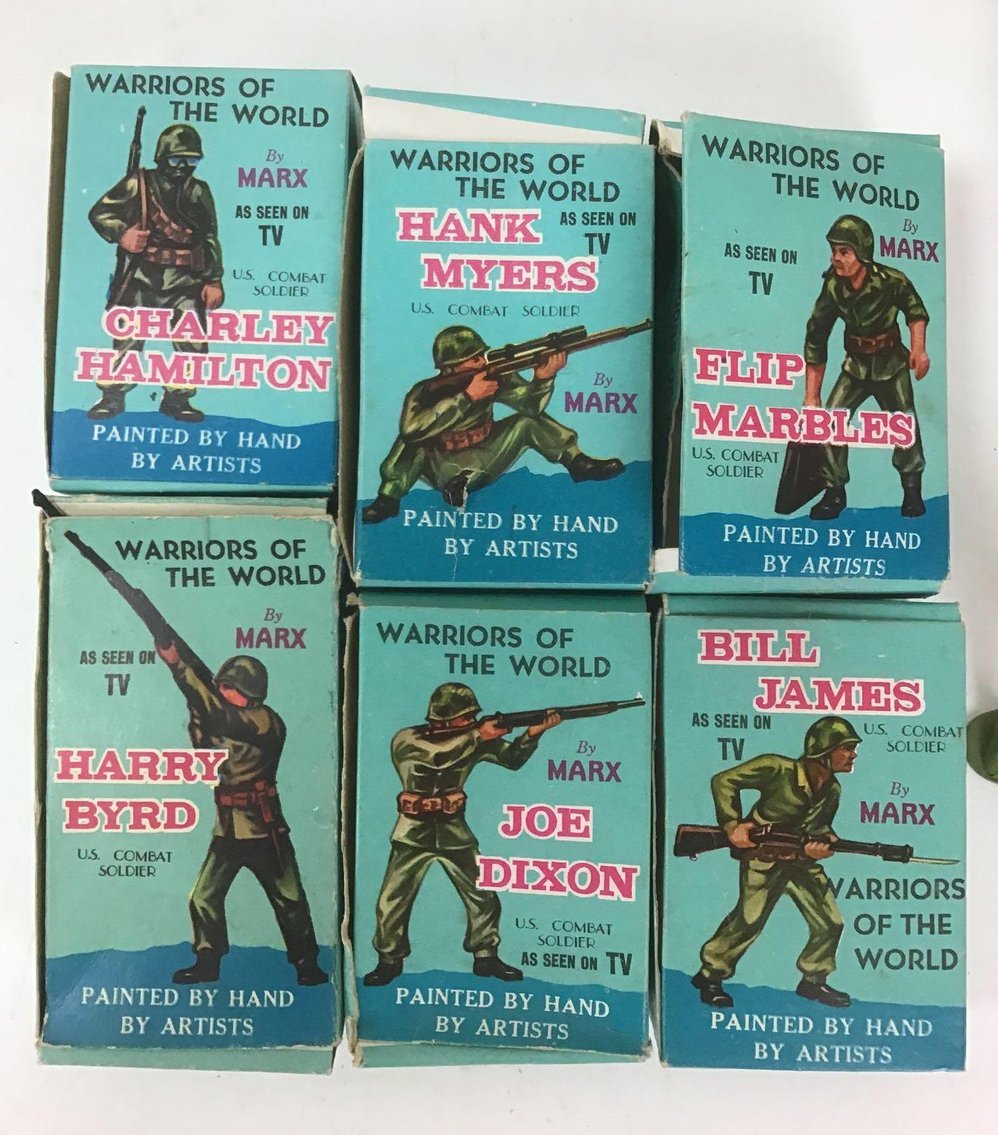 WARRIORS OF
THE WORLD
By
MARX
AS SEEN ON
TV
U.S. COMBAT
SOLDIER
CHARLEY
HAMILTON
PAINTED BY HAND
BY ARTISTS
WARRIORS OF
THE WORLD
HANK
MYERS
AS SEEN ON
TV
U.S. COMBAT SOLDIER
By
MARX
PAINTED BY HAND
BY ARTISTS
WARRIORS OF
THE WORLD
By
MARX
AS SEEN ON
TV
FLIP
MARBLES
U.S. COMBAT
SOLDIER
PAINTED BY HAND
BY ARTISTS
WARRIORS OF
THE WORLD
By
MARX
AS SEEN ON
TV
HARRY
BYRD
U.S. COMBAT
SOLDIER
PAINTED BY HAND
BY ARTISTS
WARRIORS OF
THE WORLD
By
MARX
JOE
DIXON
U.S. COMBAT
SOLDIER
AS SEEN ON TV
PAINTED BY HAND
BY ARTISTS
BILL
JAMES
AS SEEN ON
TV
U.S. COMBAT
SOLDIER
By
MARX
WARRIORS
OF THE
WORLD
PAINTED BY HAND
BY ARTISTS